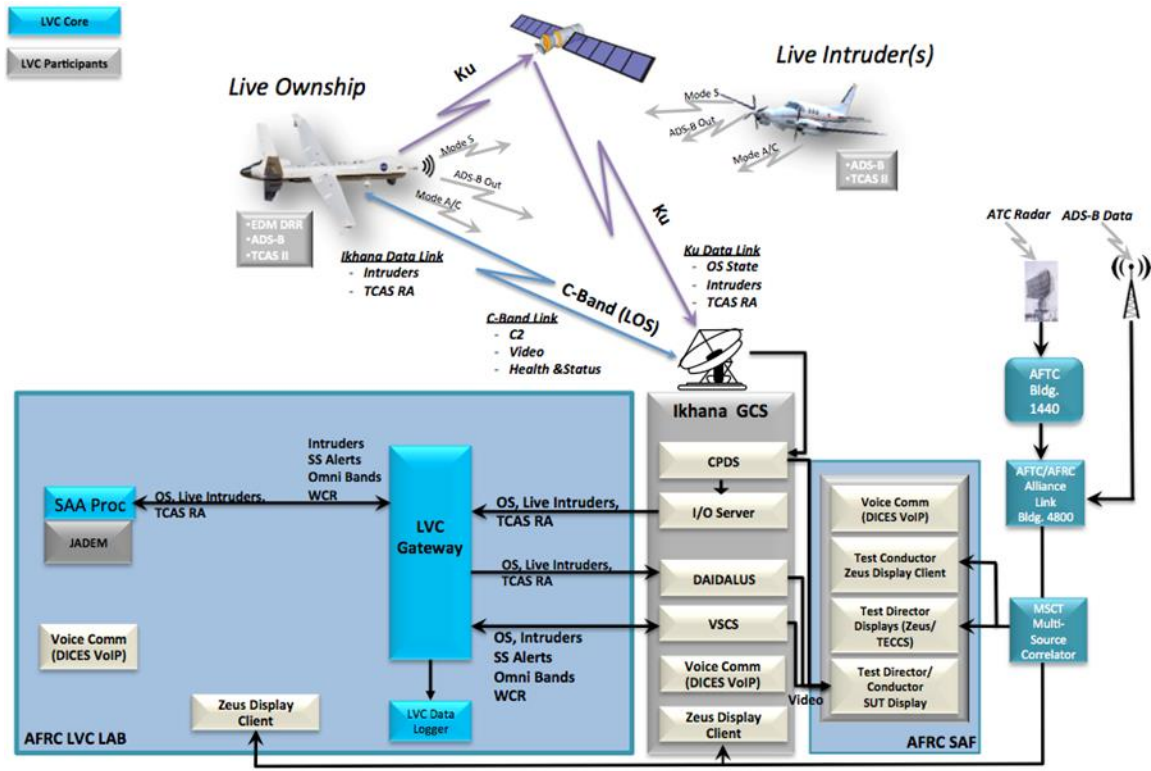 LVC Core
LVC Participants
Live Ownship
Ku
Live Intruder(s)
Mode S
ADS-B Out
Mode A/C
•ADS-B
•TCAS II
Mode S
ADS-B Out
Mode A/C
•EDM DRR
•ADS-B
•TCAS II
Ku
ATC Radar
ADS-B Data
Ikhana Data Link
- Intruders
- TCAS RA
Ku Data Link
- OS State
- Intruders
- TCAS RA
C-Band (LOS)
C-Band Link
- C2
- Video
- Health &Status
AFTC
Bldg.
1440
AFTC/AFRC
Alliance
Link
Bldg. 4800
MSCT
Multi-
Source
Correlator
Ikhana GCS
CPDS
I/O Server
DAIDALUS
VSCS
Voice Comm
(DICES VoIP)
Zeus Display
Client
Intruders
SS Alerts
Omni Bands
WCR
SAA Proc
JADEM
OS, Live Intruders,
TCAS RA
LVC
Gateway
OS, Live Intruders,
TCAS RA
OS, Live Intruders,
TCAS RA
OS, Intruders
SS Alerts
Omni Bands
WCR
Voice Comm
(DICES VoIP)
Zeus Display
Client
LVC Data
Logger
AFRC LVC LAB
Voice Comm
(DICES VoIP)
Test Conductor
Zeus Display Client
Test Director
Displays (Zeus/
TECCS)
Test Director/
Conductor
SUT Display
Video
AFRC SAF